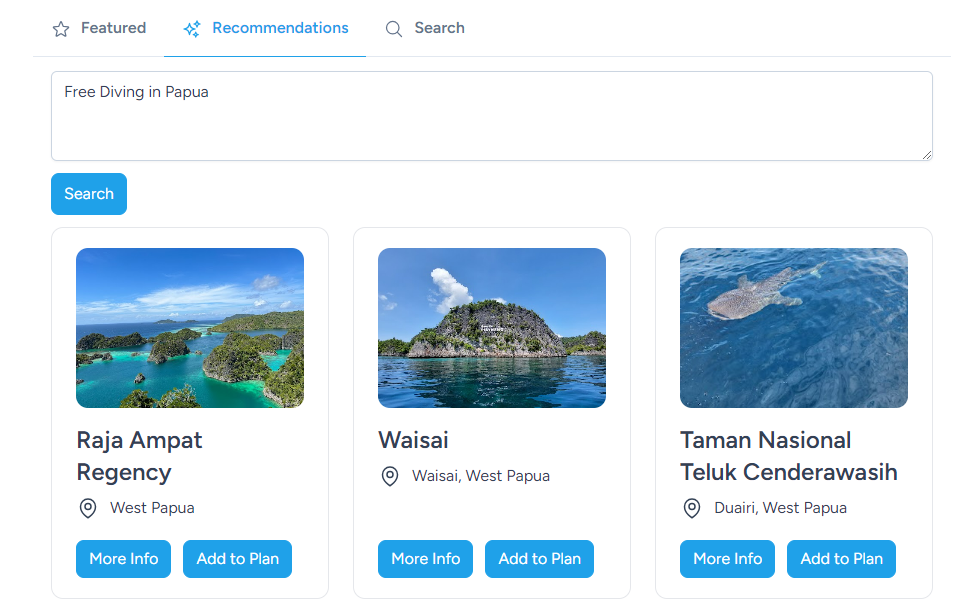 Featured
Recommendations
Search
Free Diving in Papua
Search
Raja Ampat
Regency
West Papua
More Info
Add to Plan
Waisai
Waisai, West Papua
More Info
Add to Plan
Taman Nasional
Teluk Cenderawasih
Duairi, West Papua
More Info
Add to Plan